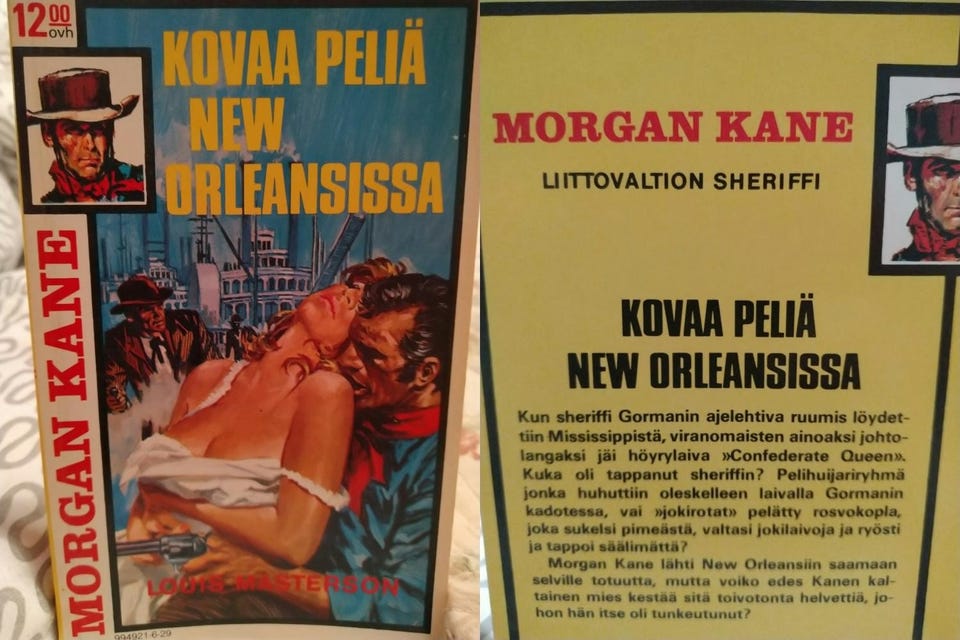 12 00
ovh
KOVAA PELIÄ
NEW
ORLEANSISSA
MORGAN KANE
LOUIS MASTERSON
994921-6-29
MORGAN KANE
LIITTOVALTION SHERIFFI
KOVAA PELIÄ
NEW ORLEANSISSA
Kun sheriffi Gormanin ajelehtiva ruumis löydet-
tiin Mississippistä, viranomaisten ainoaksi johto-
langaksi jäi höyrylaiva »Confederate Queen».
Kuka oli tappanut sheriffin? Pelihuijariryhmä
jonka huhuttiin oleskelleen laivalla Gormanin
kadotessa, vai »jokirotat» pelätty rosvokopla,
joka sukelsi pimeästä, valtasi jokilaivoja ja ryösti
ja tappoi säälimättä?
Morgan Kane lähti New Orleansiin saamaan
selville totuutta, mutta voiko edes Kanen kal-
tainen mies kestää sitä toivotonta helvettiä, jo-
hon hän itse oli tunkeutunut?